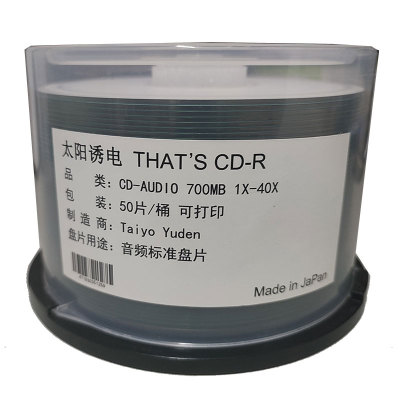 太阳诱电 THAT'S CD-R
品 类: CD-AUDIO 700MB 1X-40X
包 装: 50片/桶 可打印
制 造 商: Taiyo Yuden
盘片用途: 音频标准盘片
Made in JaPan